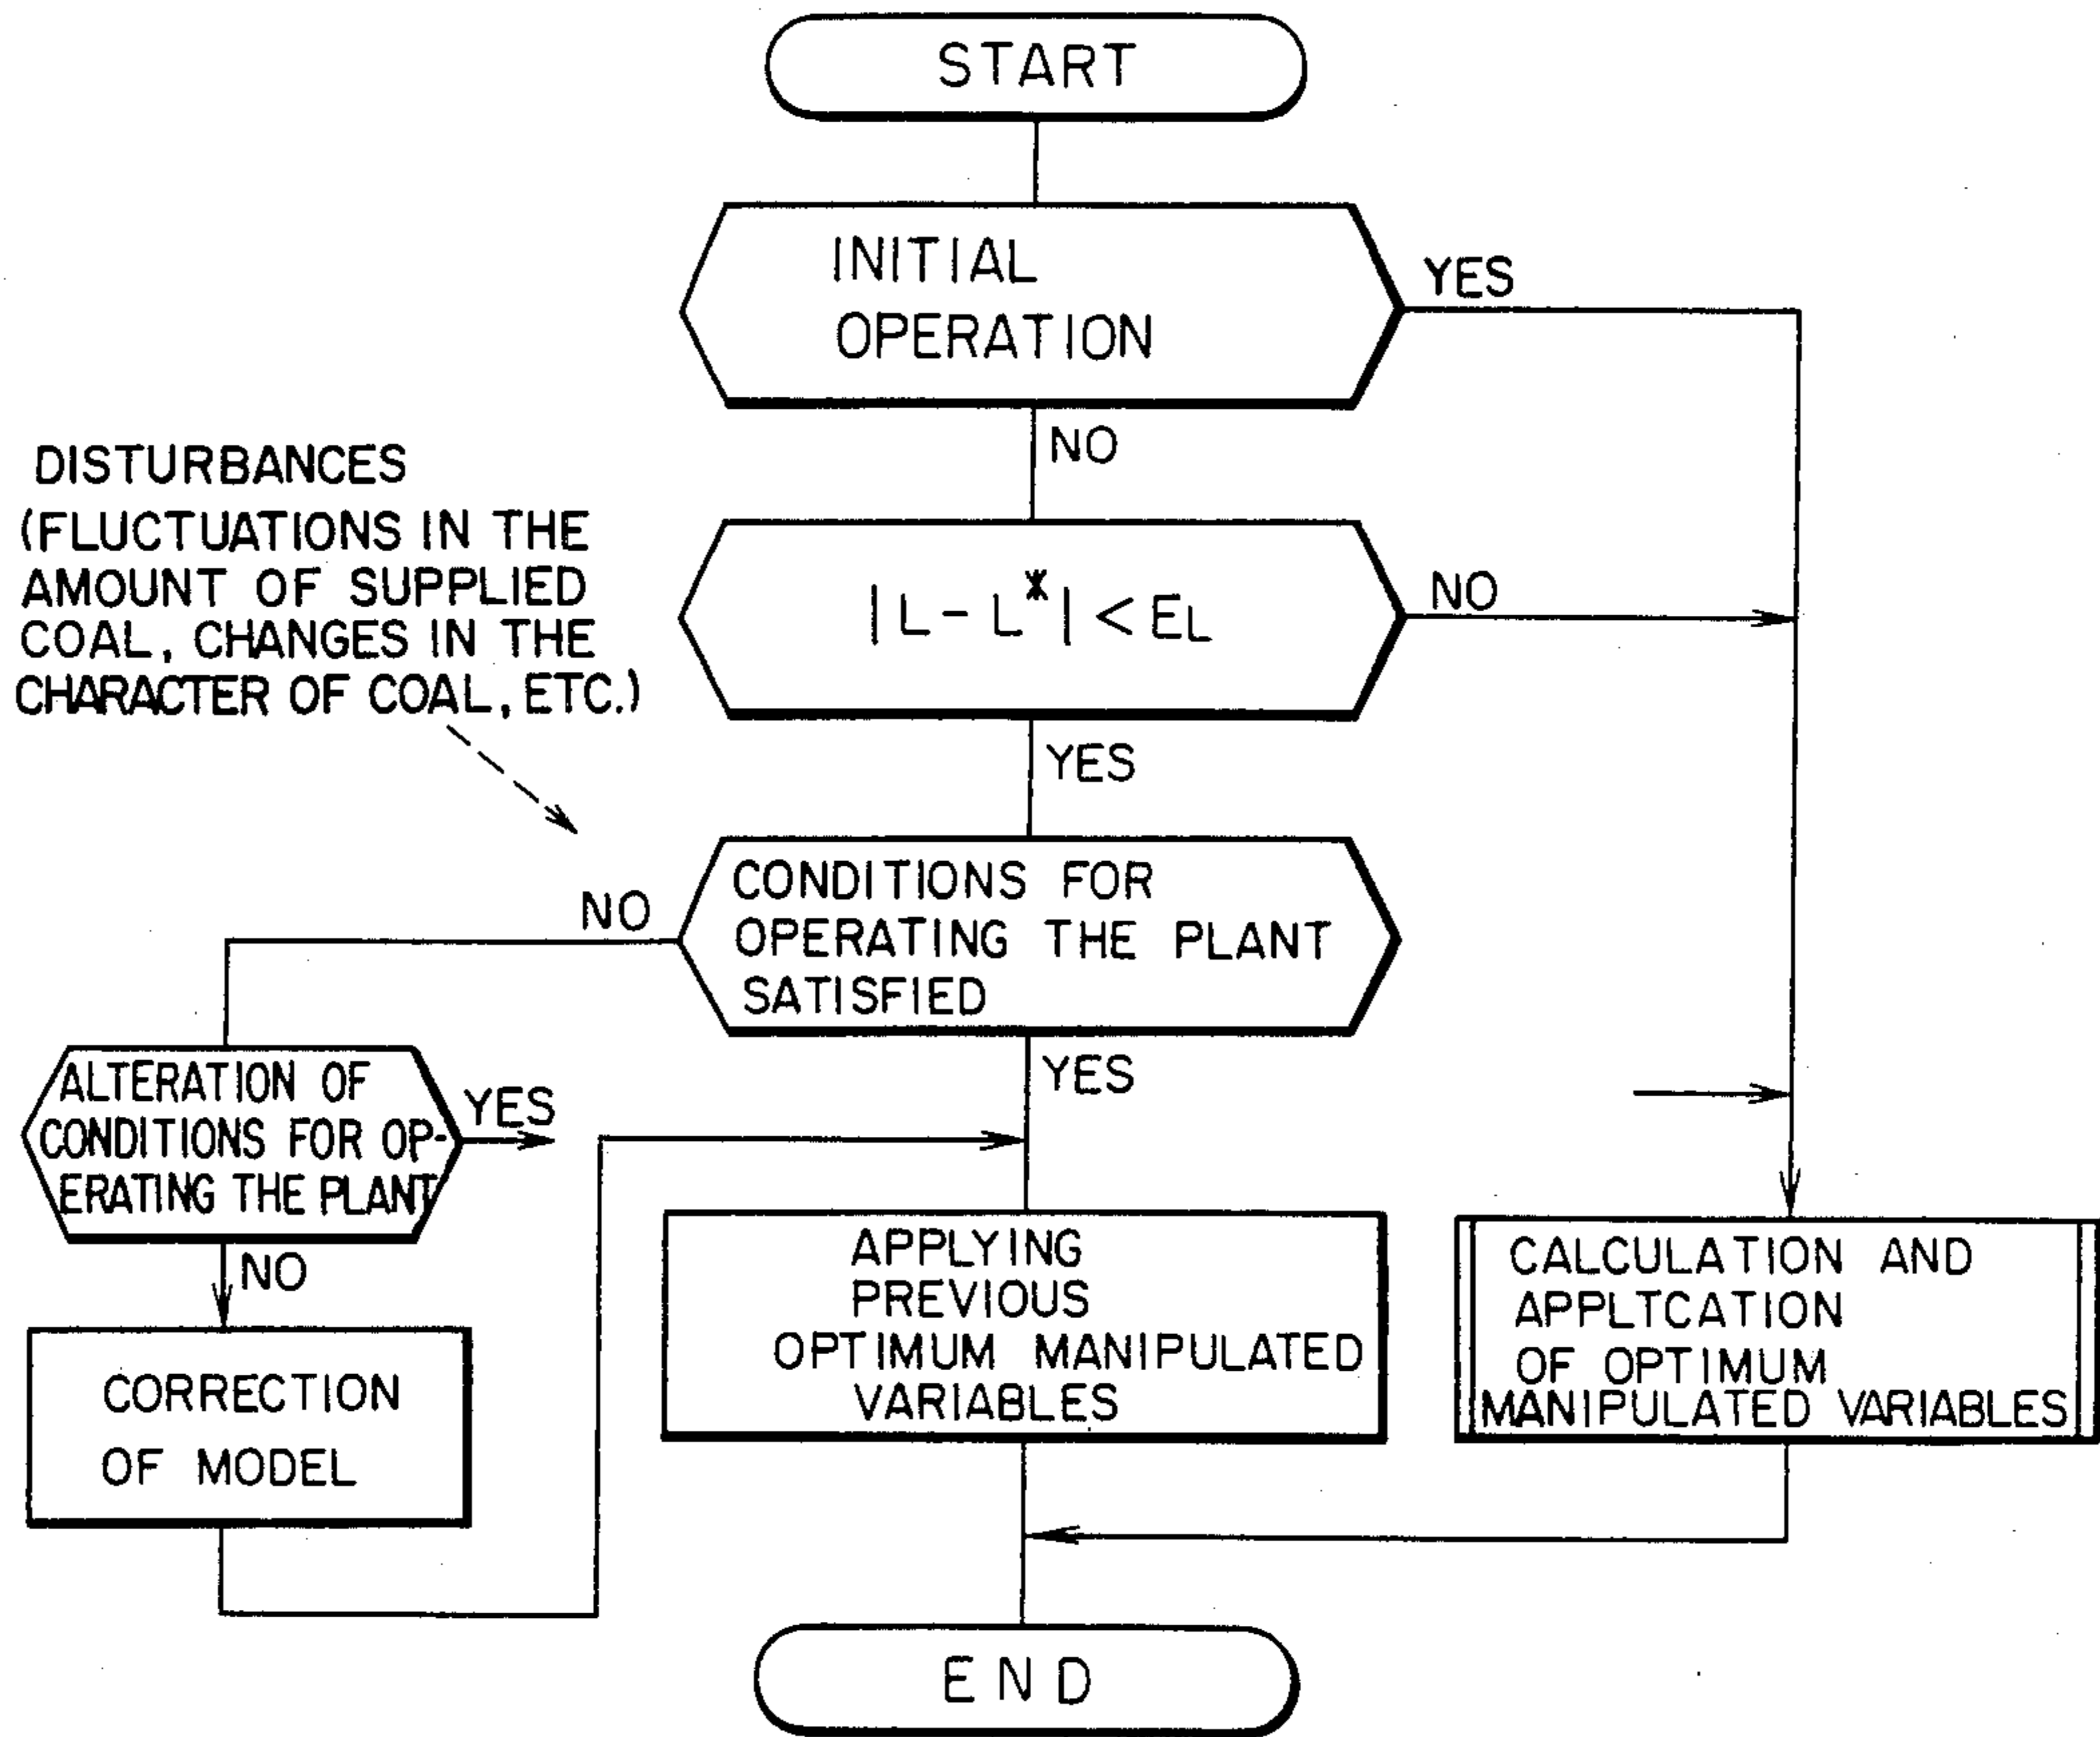 START
INITIAL
OPERATION
YES
NO
DISTURBANCES
(FLUCTUATIONS IN THE
AMOUNT OF SUPPLIED
COAL, CHANGES IN THE
CHARACTER OF COAL, ETC.)
|L - L*| < EL
NO
YES
CONDITIONS FOR
OPERATING THE PLANT
SATISFIED
NO
YES
ALTERATION OF
CONDITIONS FOR OP-
ERATING THE PLANT
YES
NO
CORRECTION
OF MODEL
APPLYING
PREVIOUS
OPTIMUM MANIPULATED
VARIABLES
CALCULATION AND
APPLTCATION
OF OPTIMUM
MANIPULATED VARIABLES
END